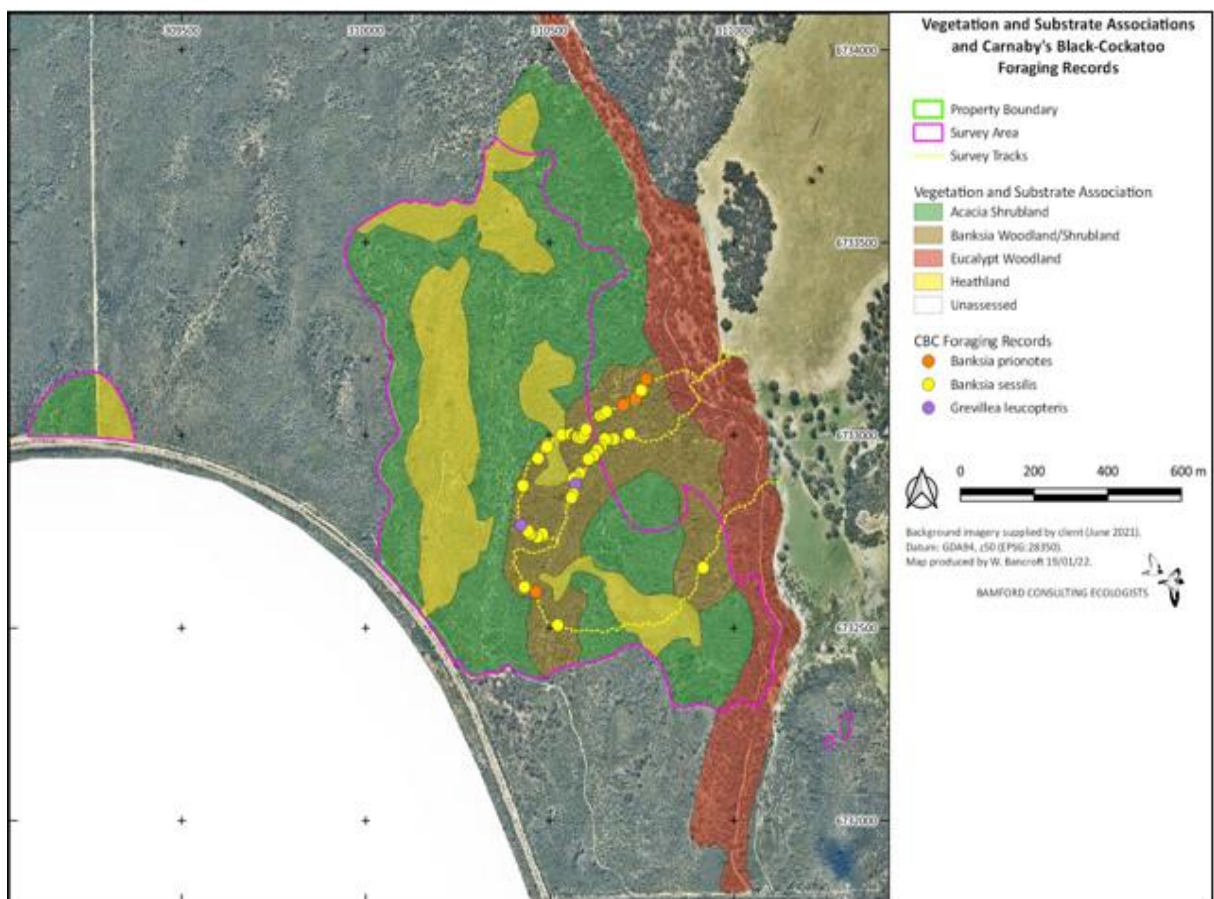 309500
310000
310500
311000
6734000
6733500
6733000
6732500
6732000
Vegetation and Substrate Associations
and Carnaby's Black-Cockatoo
Foraging Records
Property Boundary
Survey Area
Survey Tracks
Vegetation and Substrate Association
Acacia Shrubland
Banksia Woodland/Shrubland
Eucalypt Woodland
Heathland
Unassessed
CBC Foraging Records
Banksia prionotes
Banksia sessilis
Grevillea leucopteris
0 200 400 600 m
Background imagery supplied by client (June 2021).
Datum: GDA94, z50 (EPSG:28350).
Map produced by W. Bancroft 19/01/22.
BAMFORD CONSULTING ECOLOGISTS